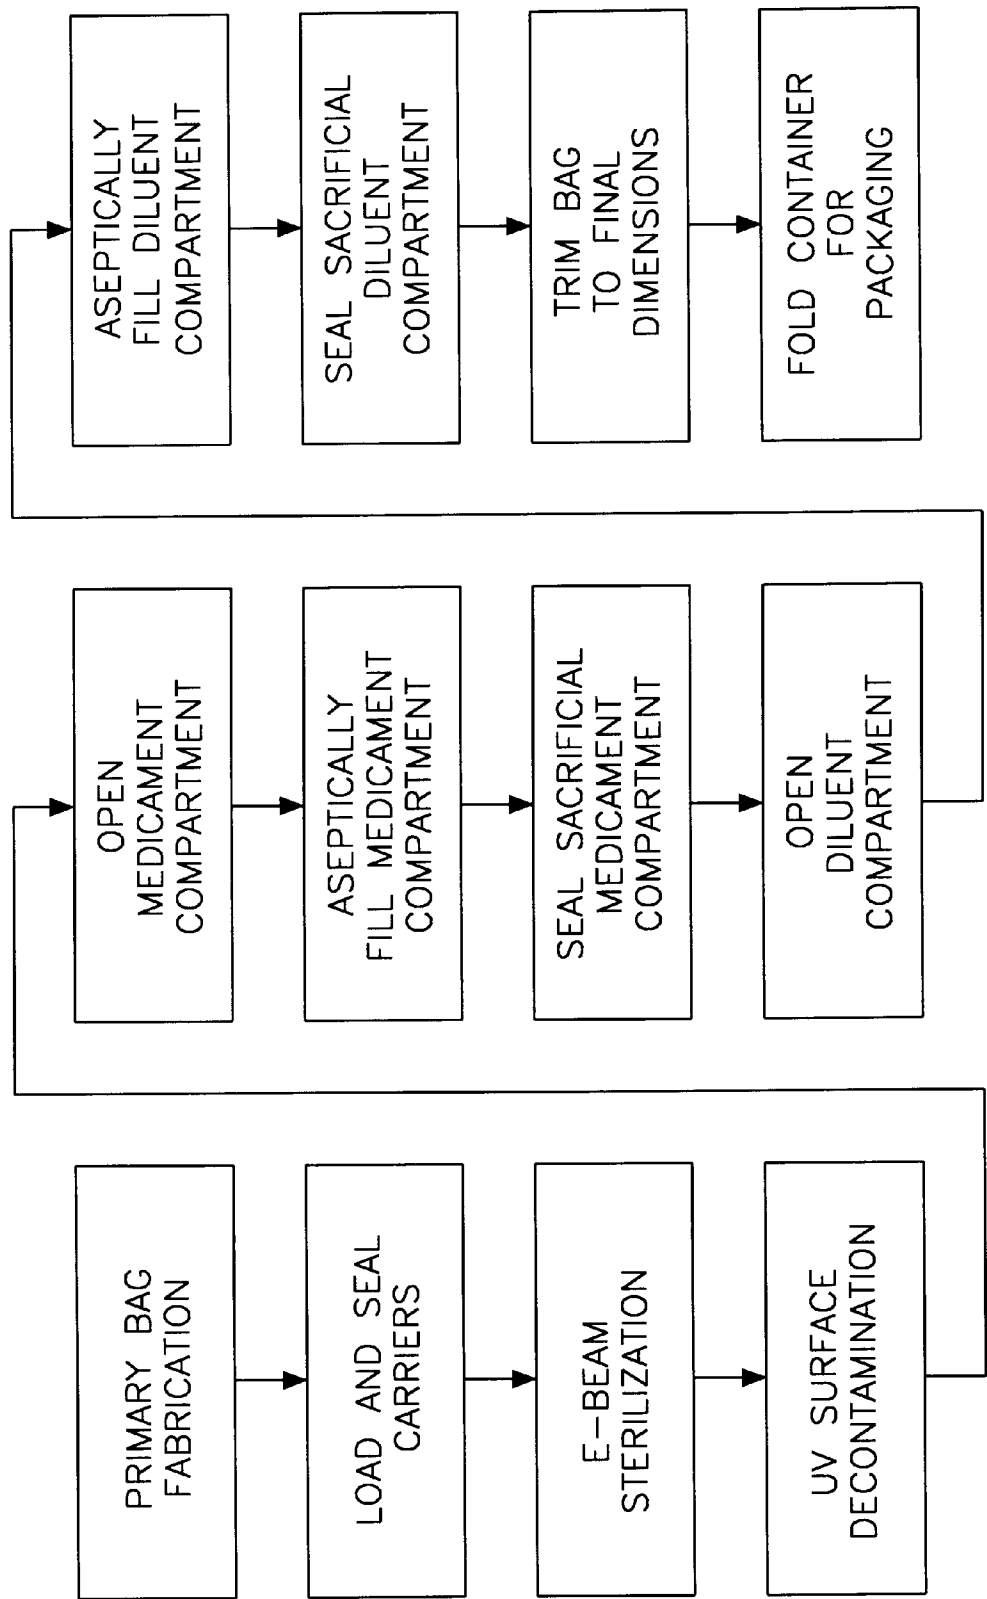 PRIMARY BAG
FABRICATION
LOAD AND SEAL
CARRIERS
E-BEAM
STERILIZATION
UV SURFACE
DECONTAMINATION
OPEN
MEDICAMENT
COMPARTMENT
ASEPTICALLY
FILL MEDICAMENT
COMPARTMENT
SEAL SACRIFICIAL
MEDICAMENT
COMPARTMENT
OPEN
DILUENT
COMPARTMENT
ASEPTICALLY
FILL DILUENT
COMPARTMENT
SEAL SACRIFICIAL
DILUENT
COMPARTMENT
TRIM BAG
TO FINAL
DIMENSIONS
FOLD CONTAINER
FOR
PACKAGING